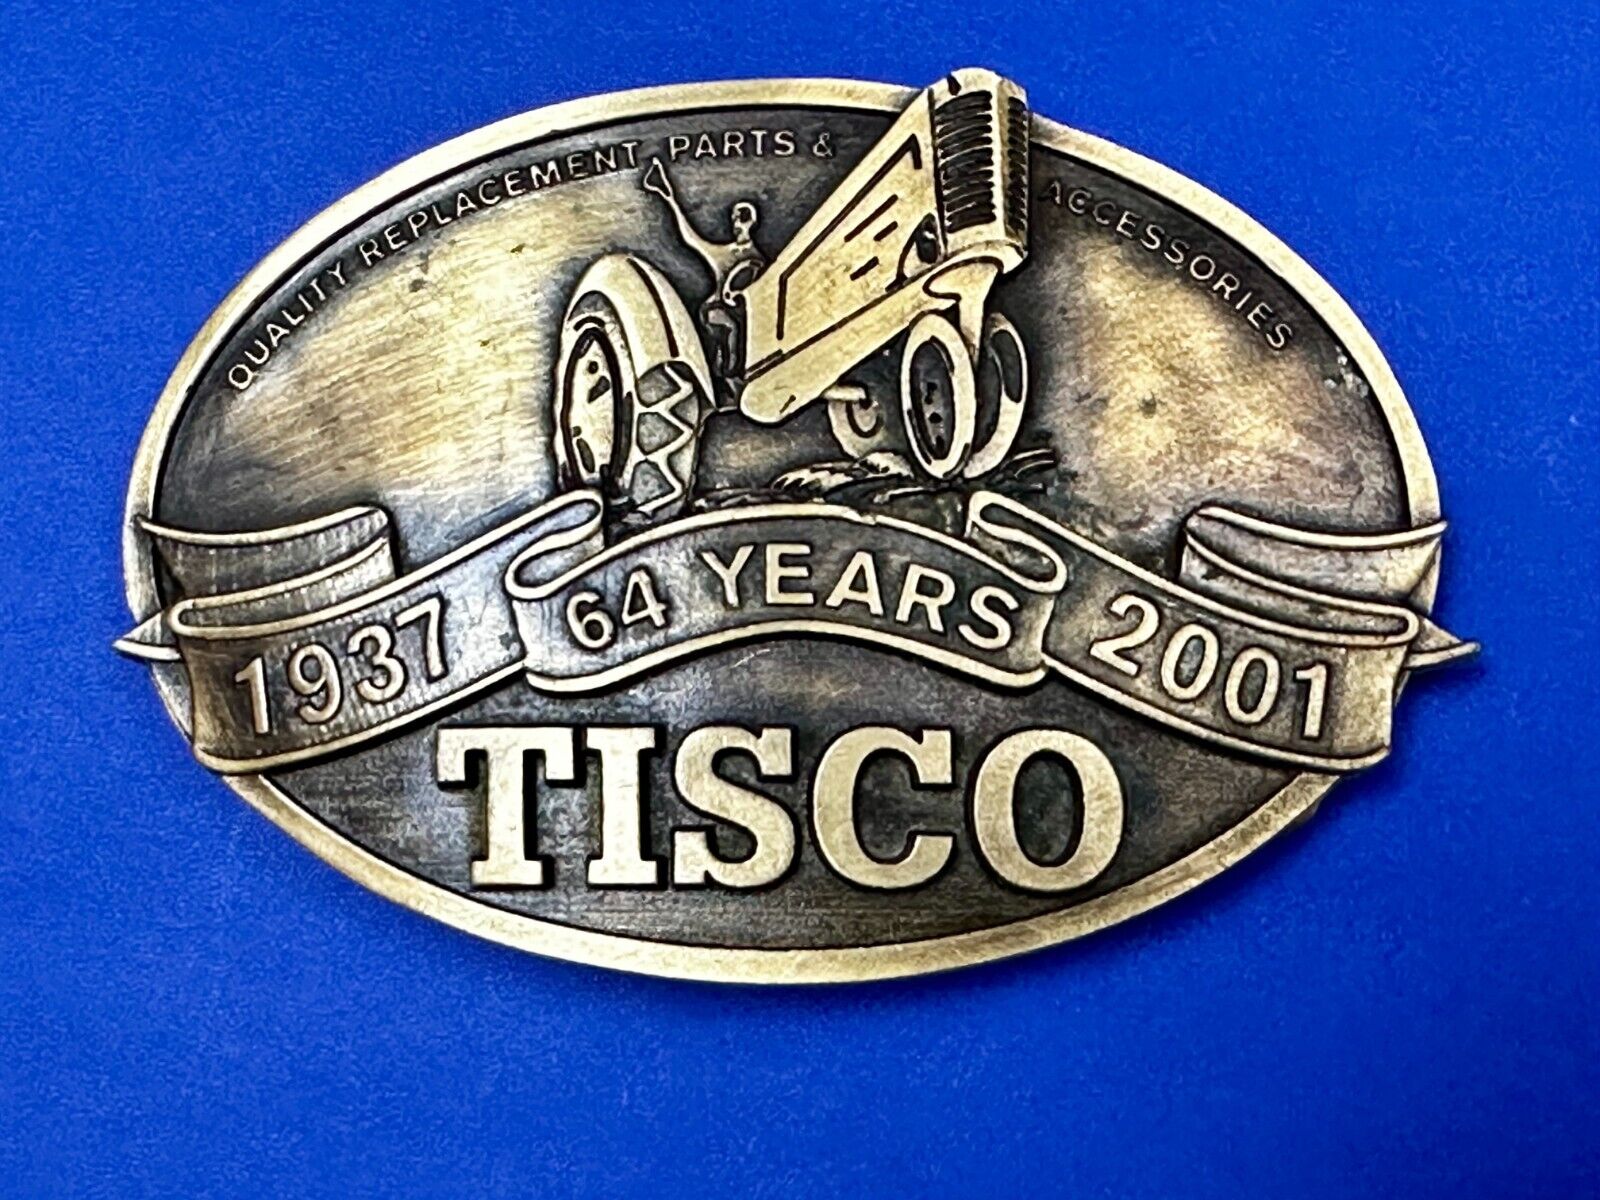 QUALITY REPLACEMENT PARTS & ACCESSORIES
1937 64 YEARS 2001
TISCO